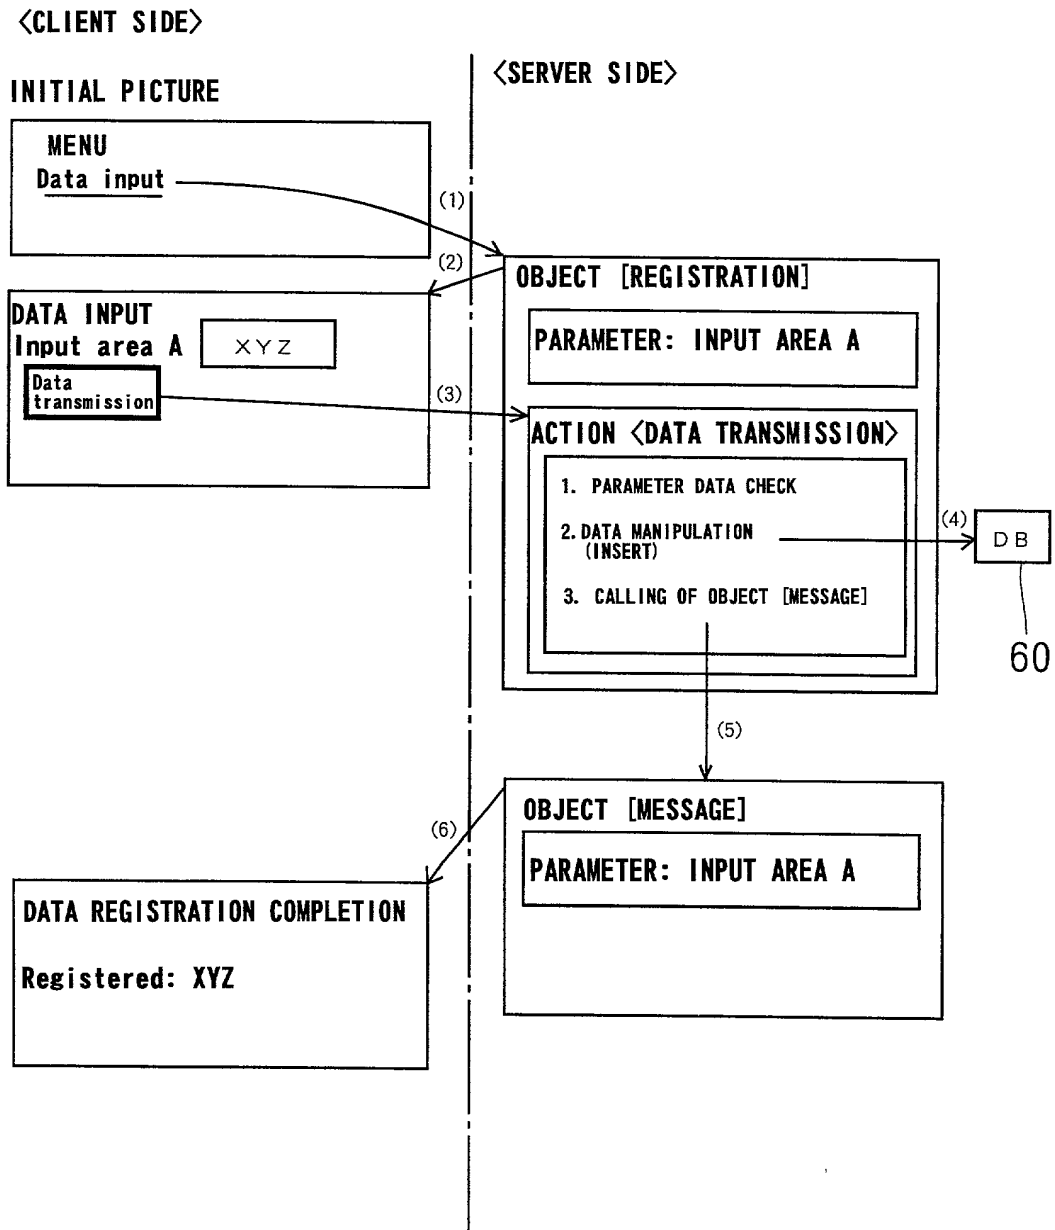 <CLIENT SIDE>
<SERVER SIDE>
INITIAL PICTURE
MENU
Data input
(1)
(2)
OBJECT [REGISTRATION]
PARAMETER: INPUT AREA A
DATA INPUT
Input area A
XYZ
Data
transmission
(3)
ACTION <DATA TRANSMISSION>
1. PARAMETER DATA CHECK
2. DATA MANIPULATION
(INSERT)
(4)
DB
3. CALLING OF OBJECT [MESSAGE]
60
(5)
OBJECT [MESSAGE]
PARAMETER: INPUT AREA A
(6)
DATA REGISTRATION COMPLETION
Registered: XYZ